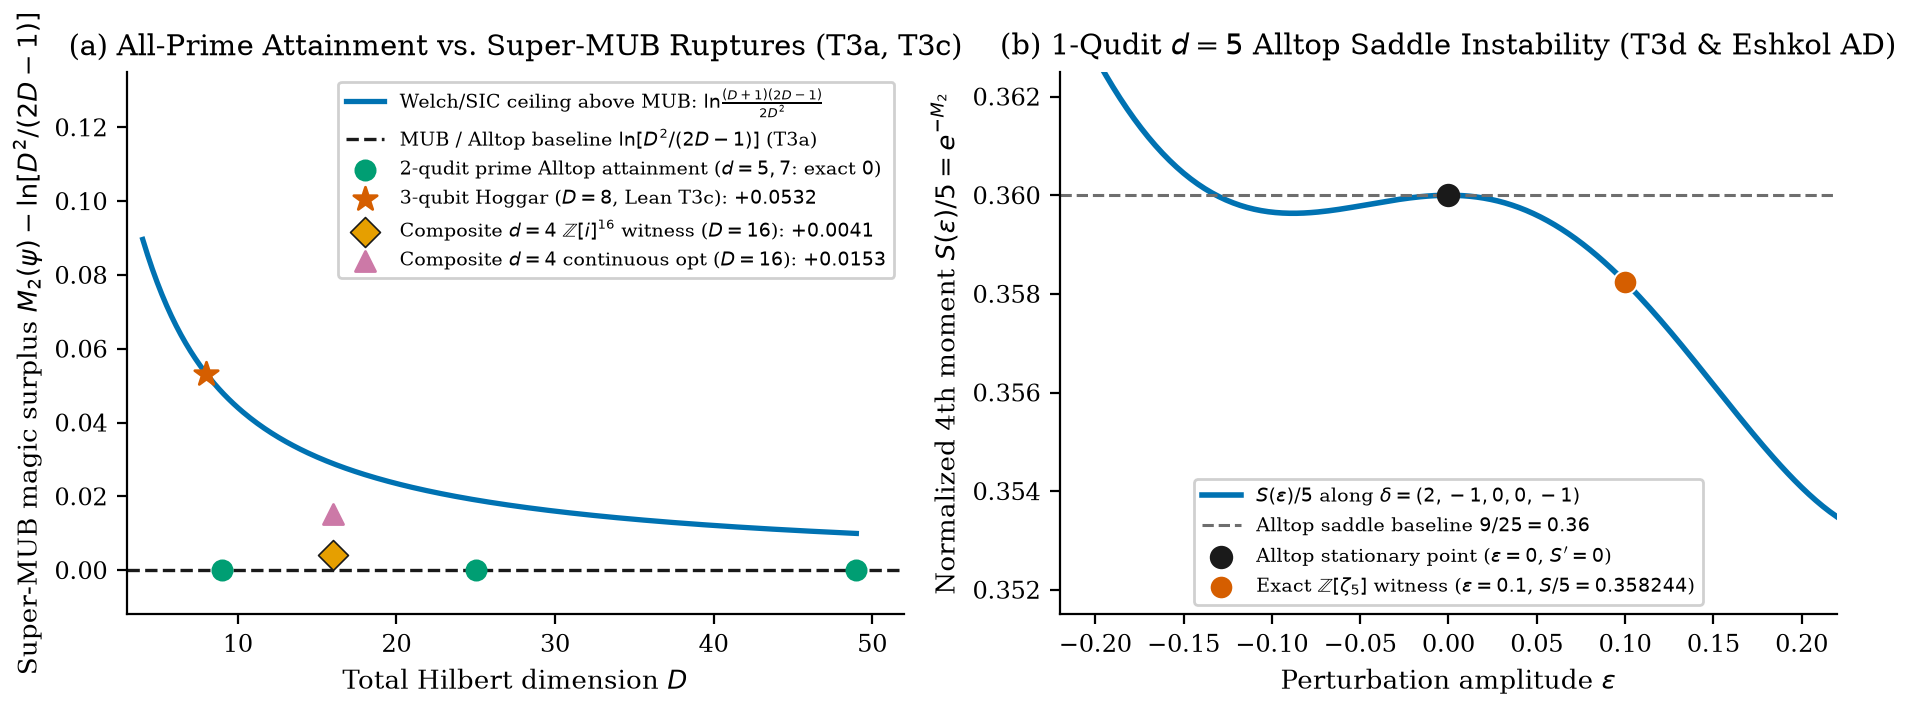 (a) All-Prime Attainment vs. Super-MUB Ruptures (T3a, T3c)
Super-MUB magic surplus M₂(ψ) − ln[D²/(2D − 1)]
0.12
0.10
0.08
0.06
0.04
0.02
0.00
Welch/SIC ceiling above MUB: ln (D+1)(2D−1)/2D²
MUB / Alltop baseline ln[D²/(2D − 1)] (T3a)
2-qudit prime Alltop attainment (d = 5, 7: exact 0)
3-qubit Hoggar (D = 8, Lean T3c): +0.0532
Composite d = 4 ℤ[i]¹⁶ witness (D = 16): +0.0041
Composite d = 4 continuous opt (D = 16): +0.0153
10 20 30 40 50
Total Hilbert dimension D
(b) 1-Qudit d = 5 Alltop Saddle Instability (T3d & Eshkol AD)
Normalized 4th moment S(ε)/5 = e^{−M₂}
0.362
0.360
0.358
0.356
0.354
0.352
S(ε)/5 along δ = (2, −1, 0, 0, −1)
Alltop saddle baseline 9/25 = 0.36
Alltop stationary point (ε = 0, S′ = 0)
Exact ℤ[ζ₅] witness (ε = 0.1, S/5 = 0.358244)
−0.20 −0.15 −0.10 −0.05 0.00 0.05 0.10 0.15 0.20
Perturbation amplitude ε